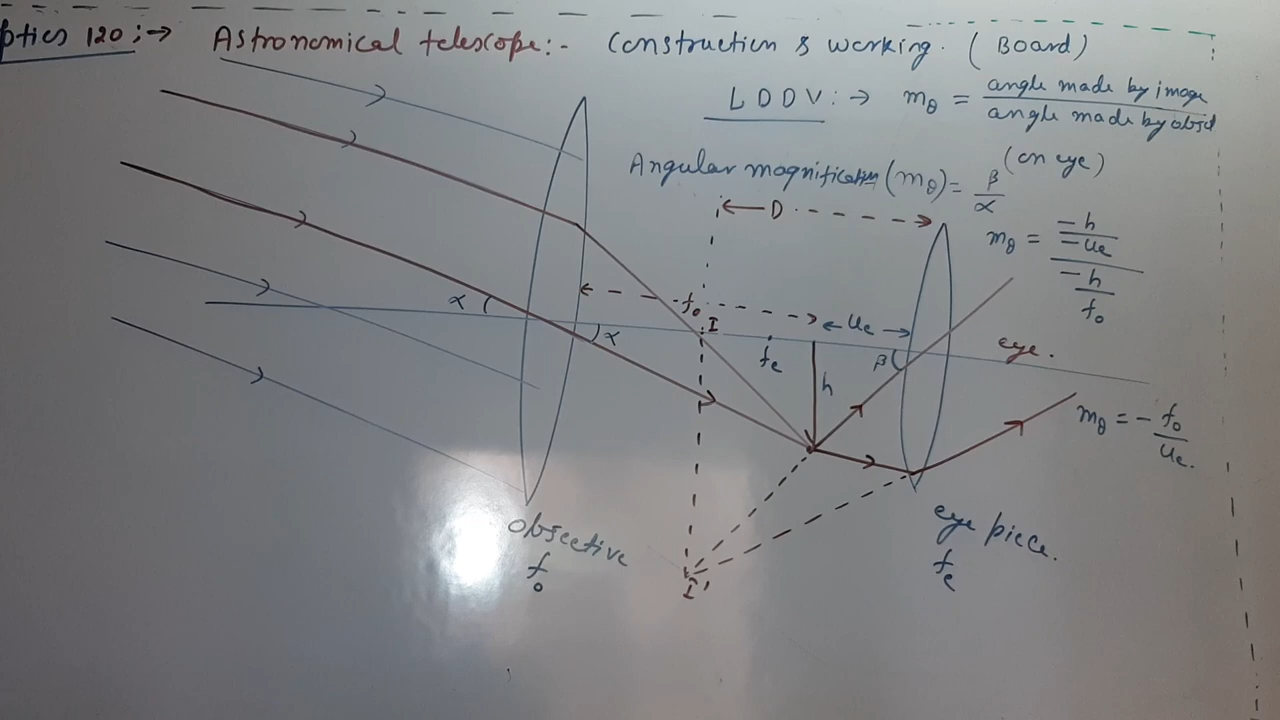 ptics 120 :→ Astronomical telescope:- Construction & working. (Board)
LDDV :→ mθ = angle made by image / angle made by object
(on eye)
Angular magnification (mθ) = β/α
← D - - - →
mθ = (-h/-ue) / (-h/fo)
α
fo
I
← ue →
α
fe
β
eye.
h
mθ = - fo/ue.
objective
fo
eye piece.
fe
I'